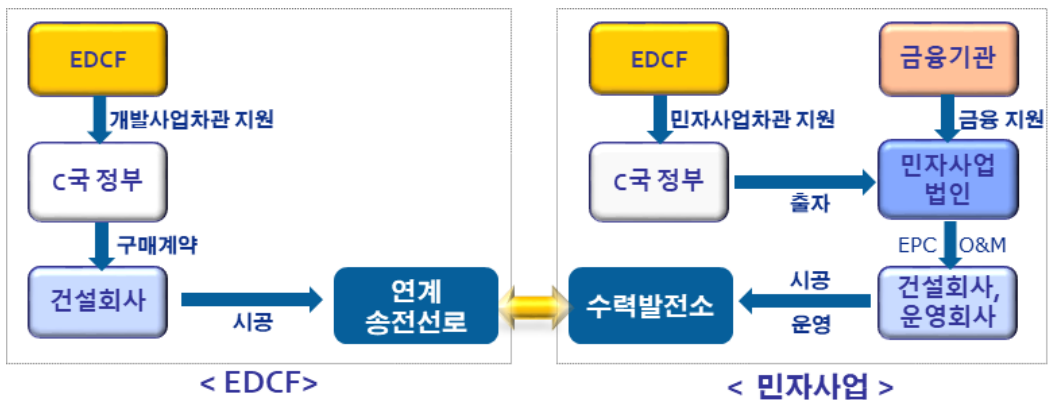 EDCF
개발사업차관 지원
C국 정부
구매계약
건설회사
시공
연계
송전선로
< EDCF>
EDCF
금융기관
민자사업차관 지원
금융 지원
C국 정부
출자
민자사업
법인
EPC O&M
건설회사,
운영회사
시공
운영
수력발전소
< 민자사업 >